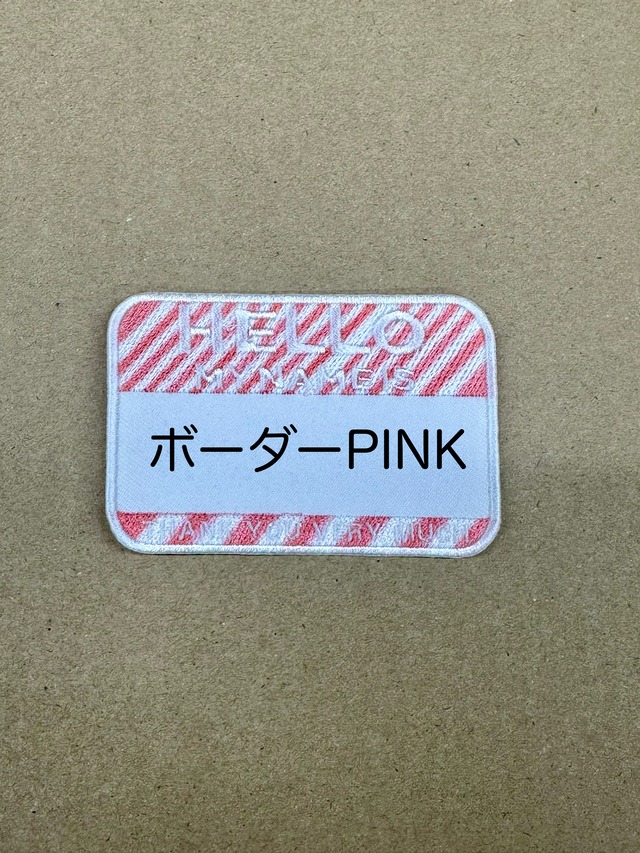 HELLO
MY NAME IS
ボーダーPINK